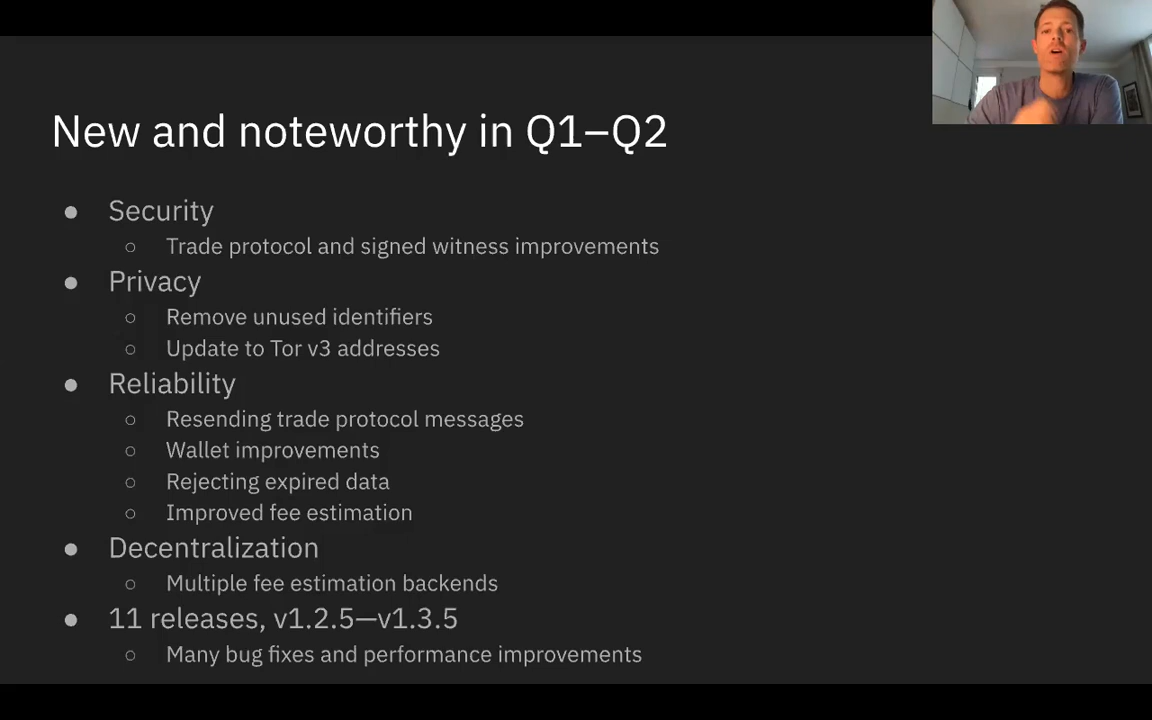 New and noteworthy in Q1–Q2
● Security
○ Trade protocol and signed witness improvements
● Privacy
○ Remove unused identifiers
○ Update to Tor v3 addresses
● Reliability
○ Resending trade protocol messages
○ Wallet improvements
○ Rejecting expired data
○ Improved fee estimation
● Decentralization
○ Multiple fee estimation backends
● 11 releases, v1.2.5—v1.3.5
○ Many bug fixes and performance improvements